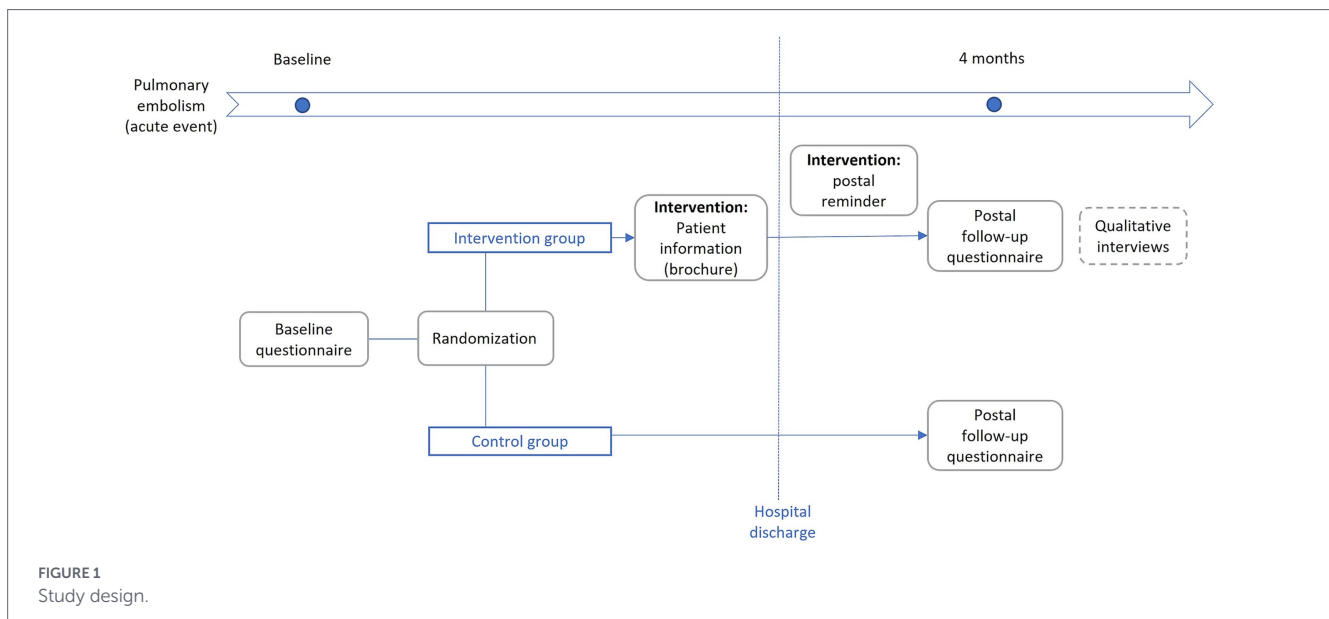 Baseline
4 months
Pulmonary
embolism
(acute event)
Intervention:
postal
reminder
Intervention:
Patient
information
(brochure)
Intervention group
Postal
follow-up
questionnaire
Qualitative
interviews
Baseline
questionnaire
Randomization
Control group
Postal
follow-up
questionnaire
Hospital
discharge
FIGURE 1
Study design.